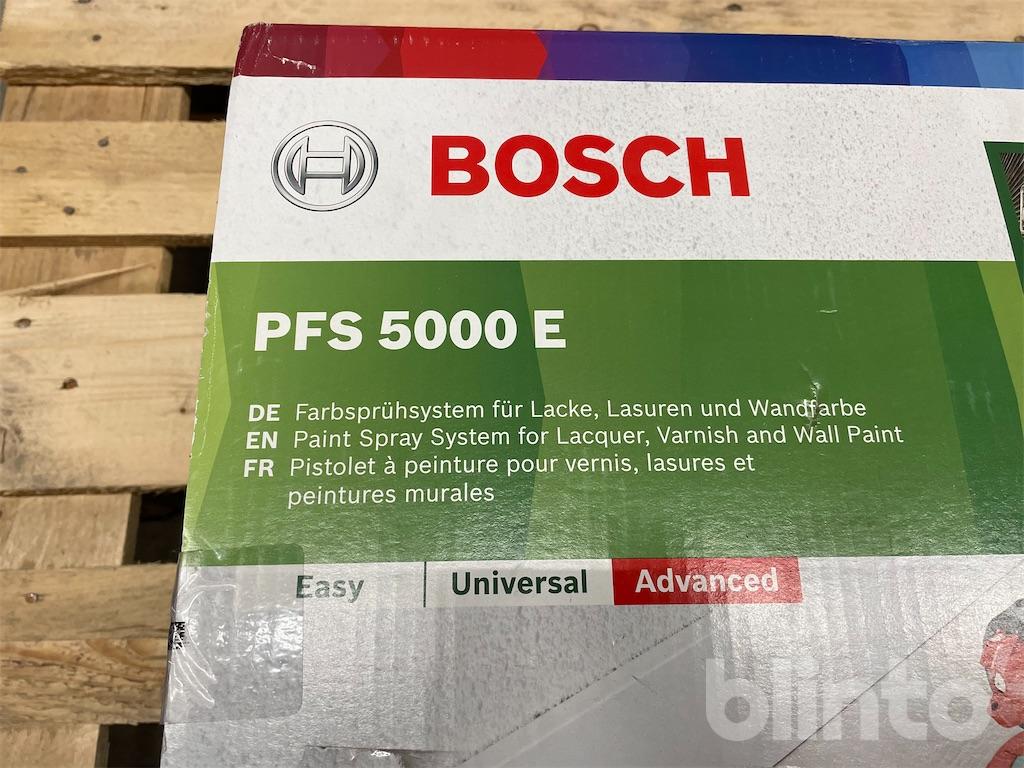 BOSCH
PFS 5000 E
DE Farbsprühsystem für Lacke, Lasuren und Wandfarbe
EN Paint Spray System for Lacquer, Varnish and Wall Paint
FR Pistolet à peinture pour vernis, lasures et
peintures murales
Easy Universal Advanced
blinto